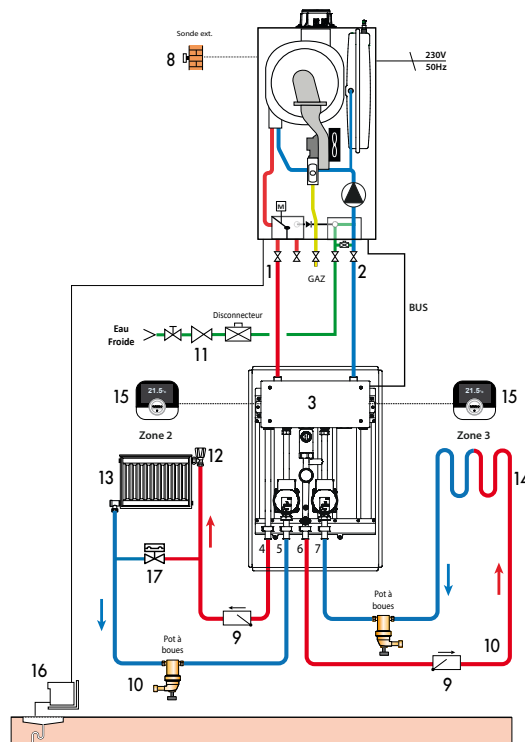 Sonde ext.
8
230V
50Hz
M
1
2
GAZ
BUS
Disconnecteur
Eau
Froide
11
15
21.5
3
21.5
15
Zone 2
Zone 3
12
13
14
4
5
6
7
17
9
Pot à
boues
Pot à
boues
10
10
9
16